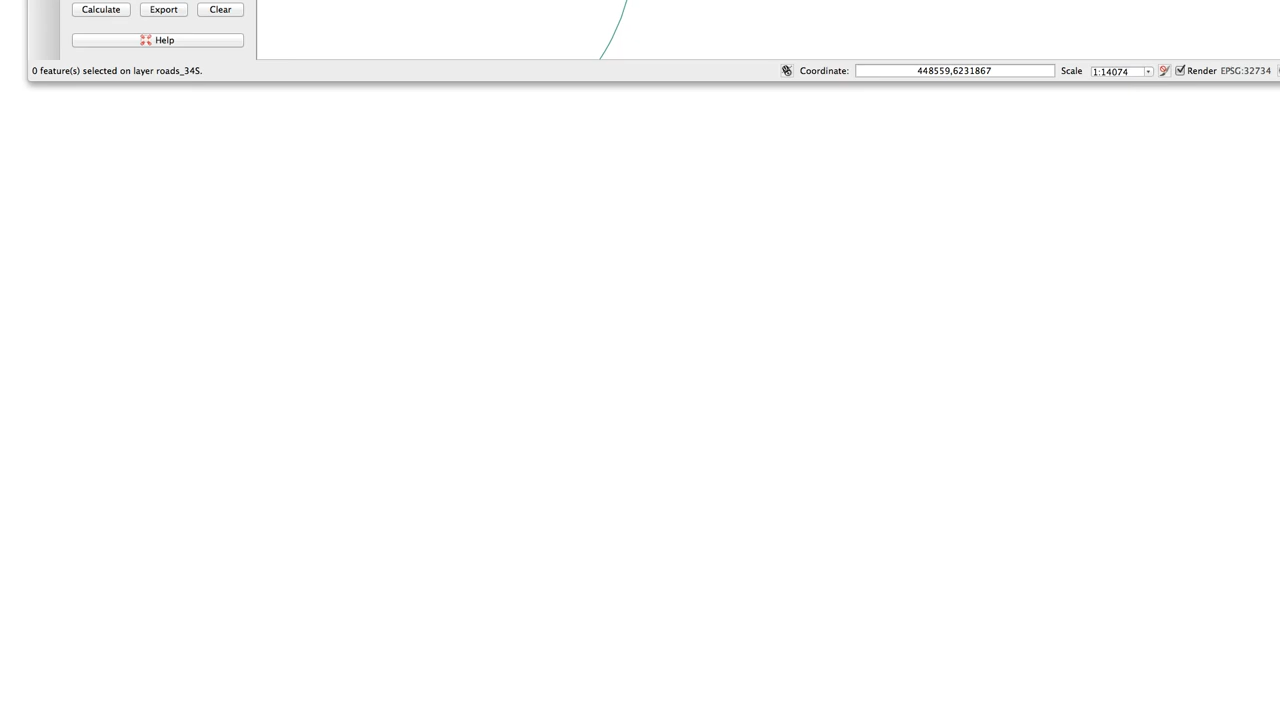 Calculate Export Clear
Help
0 feature(s) selected on layer roads_34S. Coordinate: 448559,6231867 Scale 1:14074 Render EPSG:32734